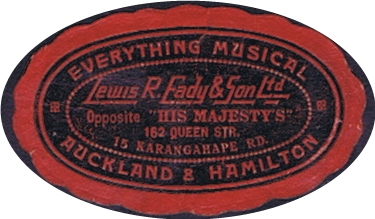 EVERYTHING MUSICAL
Lewis R. Eady & Son Ltd
Opposite "HIS MAJESTY'S"
162 QUEEN STR.
15 KARANGAHAPE RD.
AUCKLAND & HAMILTON